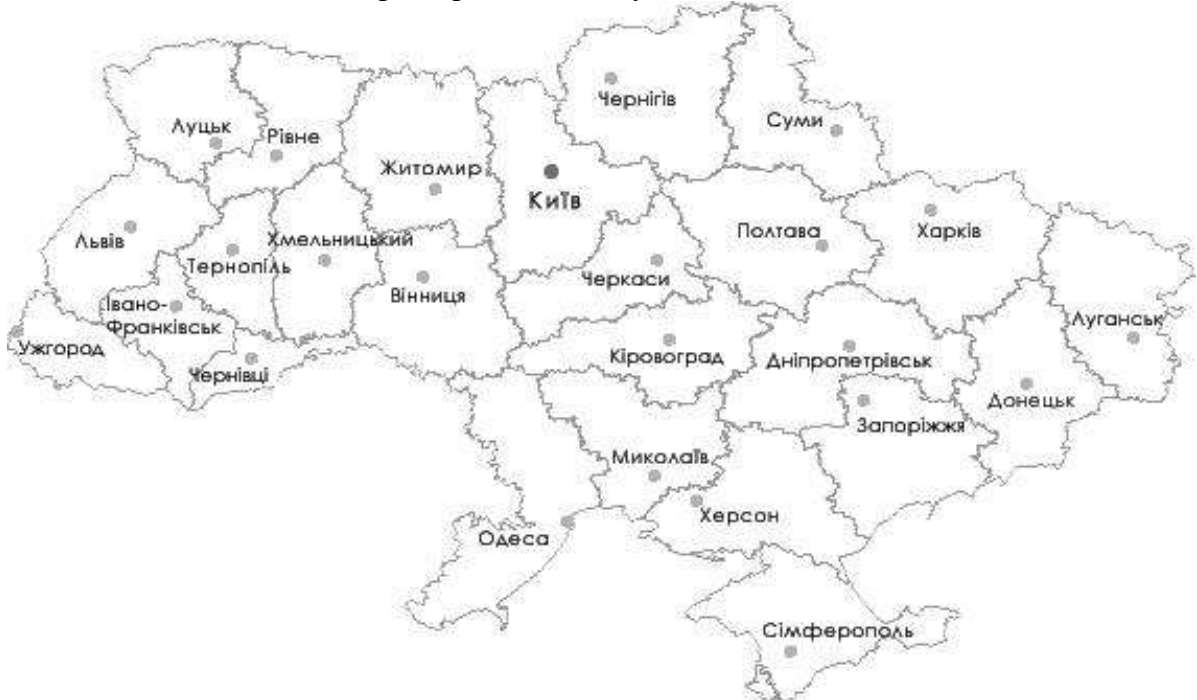 Чернігів
Суми
Луцьк
Рівне
Житомир
Київ
Львів
Хмельницький
Тернопіль
Полтава
Харків
Черкаси
Вінниця
Івано-
Франківськ
Ужгород
Чернівці
Кіровоград
Дніпропетрівськ
Луганськ
Донецьк
Запоріжжя
Миколаїв
Херсон
Одеса
Сімферополь